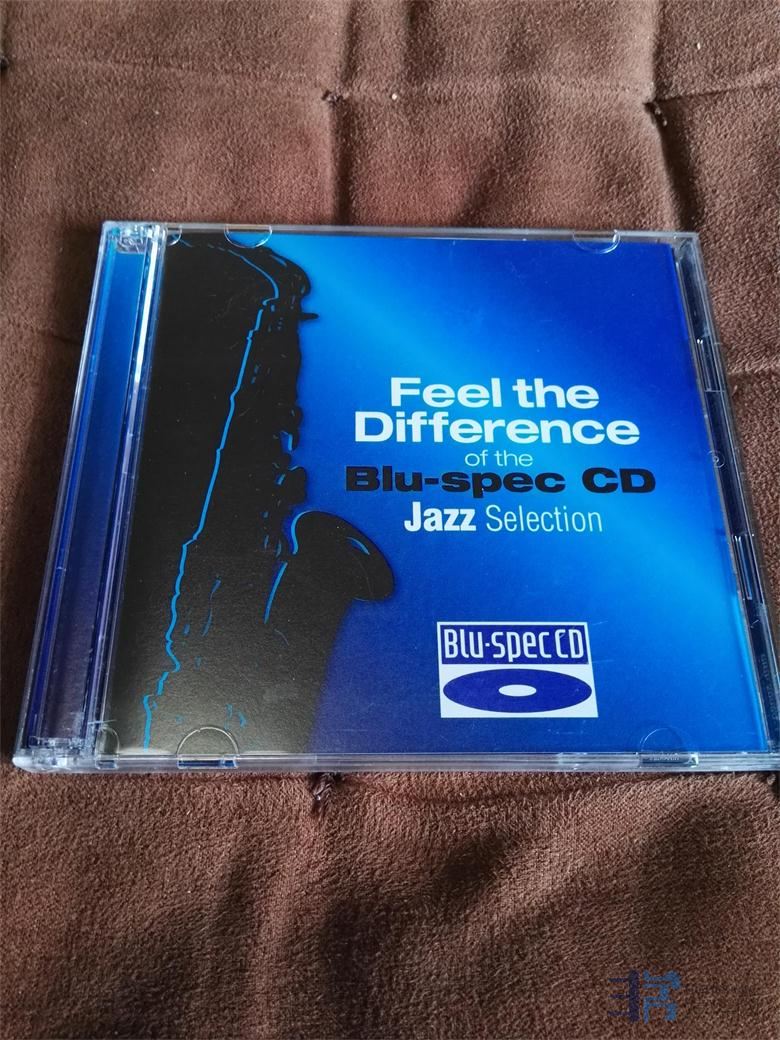 Feel the
Difference
of the
Blu-spec CD
Jazz Selection
Blu-spec CD